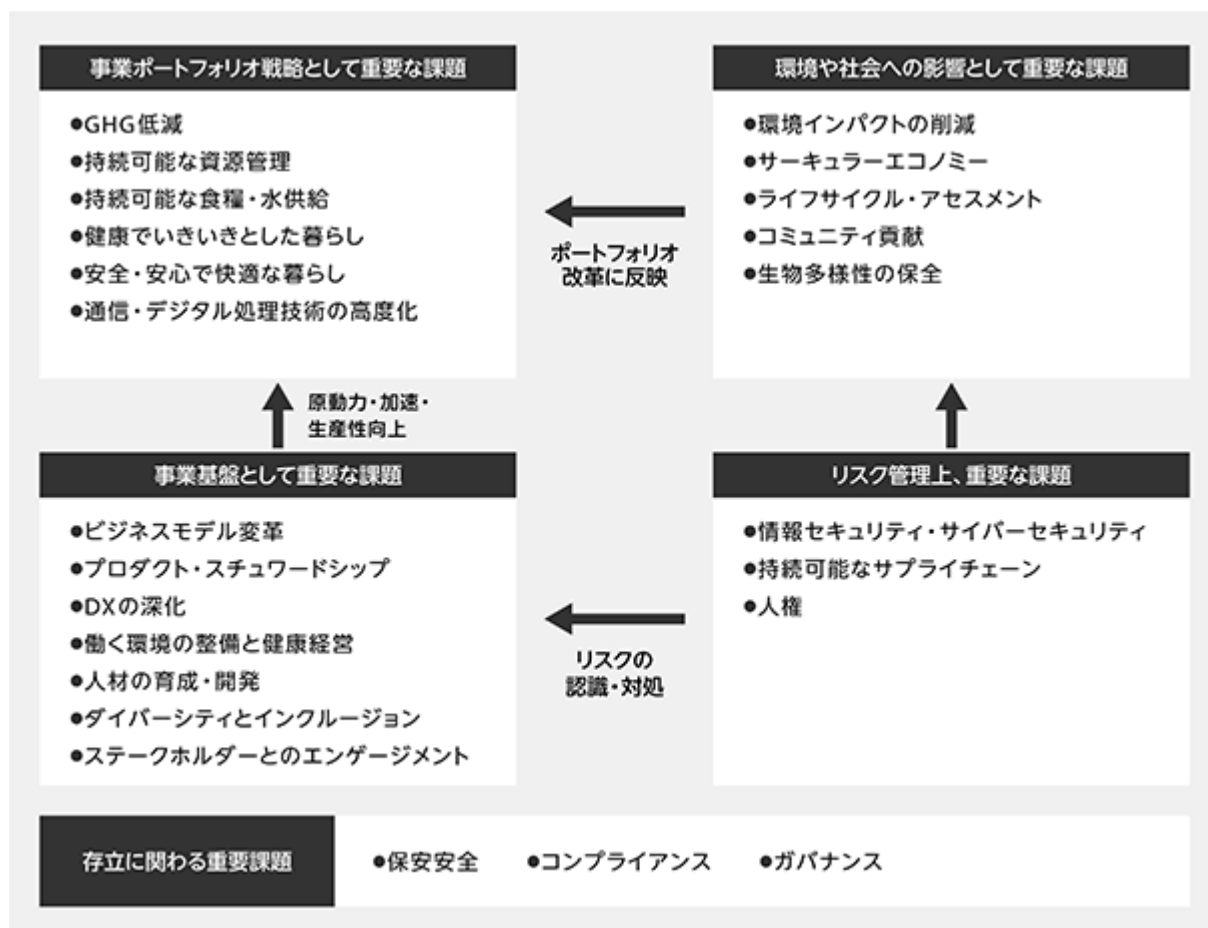 事業ポートフォリオ戦略として重要な課題
●GHG低減
●持続可能な資源管理
●持続可能な食糧・水供給
●健康でいきいきとした暮らし
●安全・安心で快適な暮らし
●通信・デジタル処理技術の高度化
ポートフォリオ
改革に反映
環境や社会への影響として重要な課題
●環境インパクトの削減
●サーキュラーエコノミー
●ライフサイクル・アセスメント
●コミュニティ貢献
●生物多様性の保全
原動力・加速・
生産性向上
事業基盤として重要な課題
●ビジネスモデル変革
●プロダクト・スチュワードシップ
●DXの深化
●働く環境の整備と健康経営
●人材の育成・開発
●ダイバーシティとインクルージョン
●ステークホルダーとのエンゲージメント
リスクの
認識・対処
リスク管理上、重要な課題
●情報セキュリティ・サイバーセキュリティ
●持続可能なサプライチェーン
●人権
存立に関わる重要課題
●保安安全
●コンプライアンス
●ガバナンス